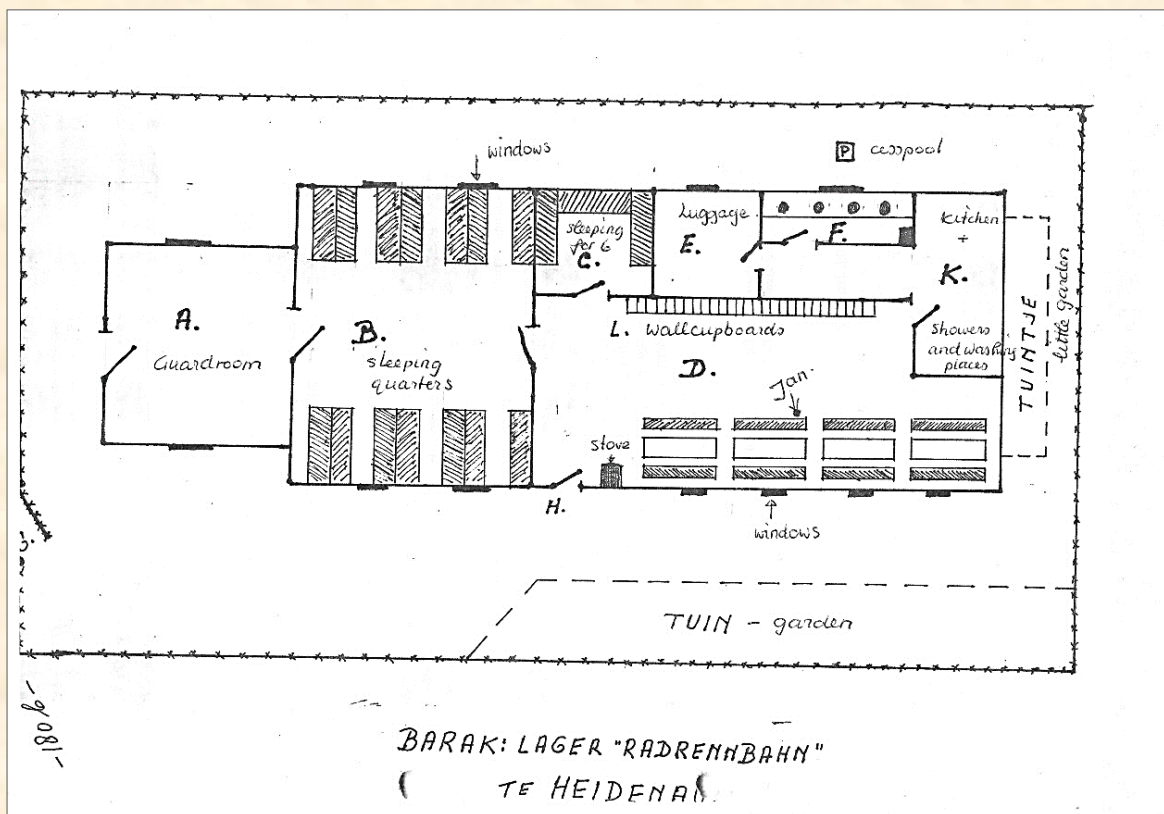 windows
P cesspool
Luggage
E.
F.
kitchen
+
K.
sleeping
for 6
C.
A.
Guardroom
B.
sleeping
quarters
L. Wallcupboards
D.
Jan.
showers
and washing
places
TUINTJE
little garden
Stove
H.
windows
TUIN - garden
-180g-
BARAK: LAGER "RADRENNBAHN"
TE HEIDENAU